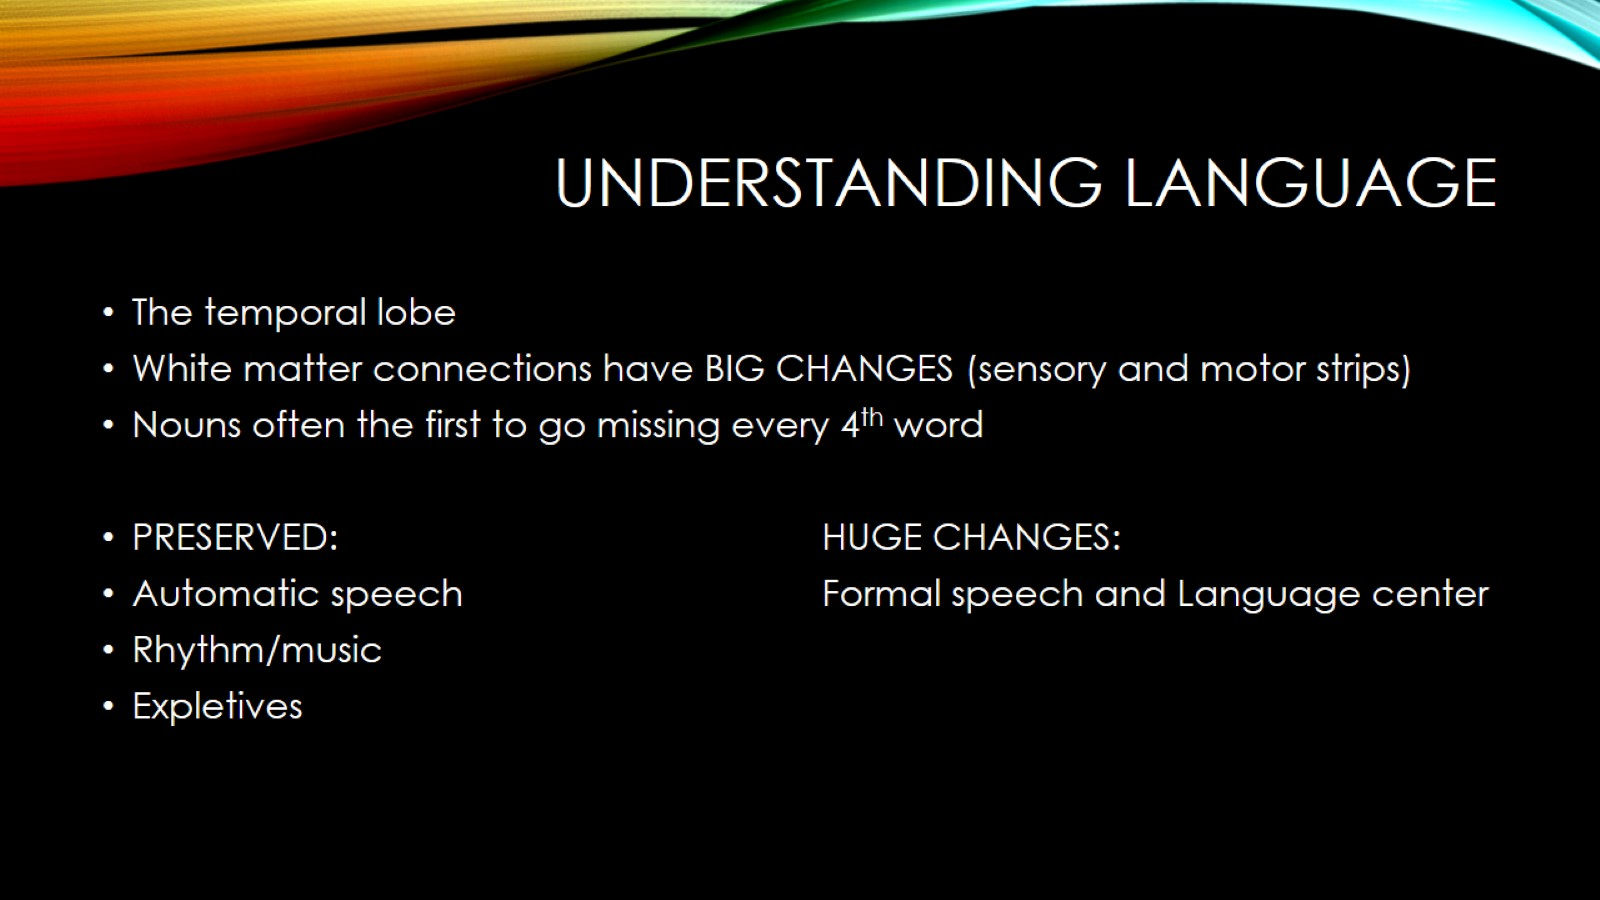 UNDERSTANDING LANGUAGE
• The temporal lobe
• White matter connections have BIG CHANGES (sensory and motor strips)
• Nouns often the first to go missing every 4th word
• PRESERVED: HUGE CHANGES:
• Automatic speech Formal speech and Language center
• Rhythm/music
• Expletives